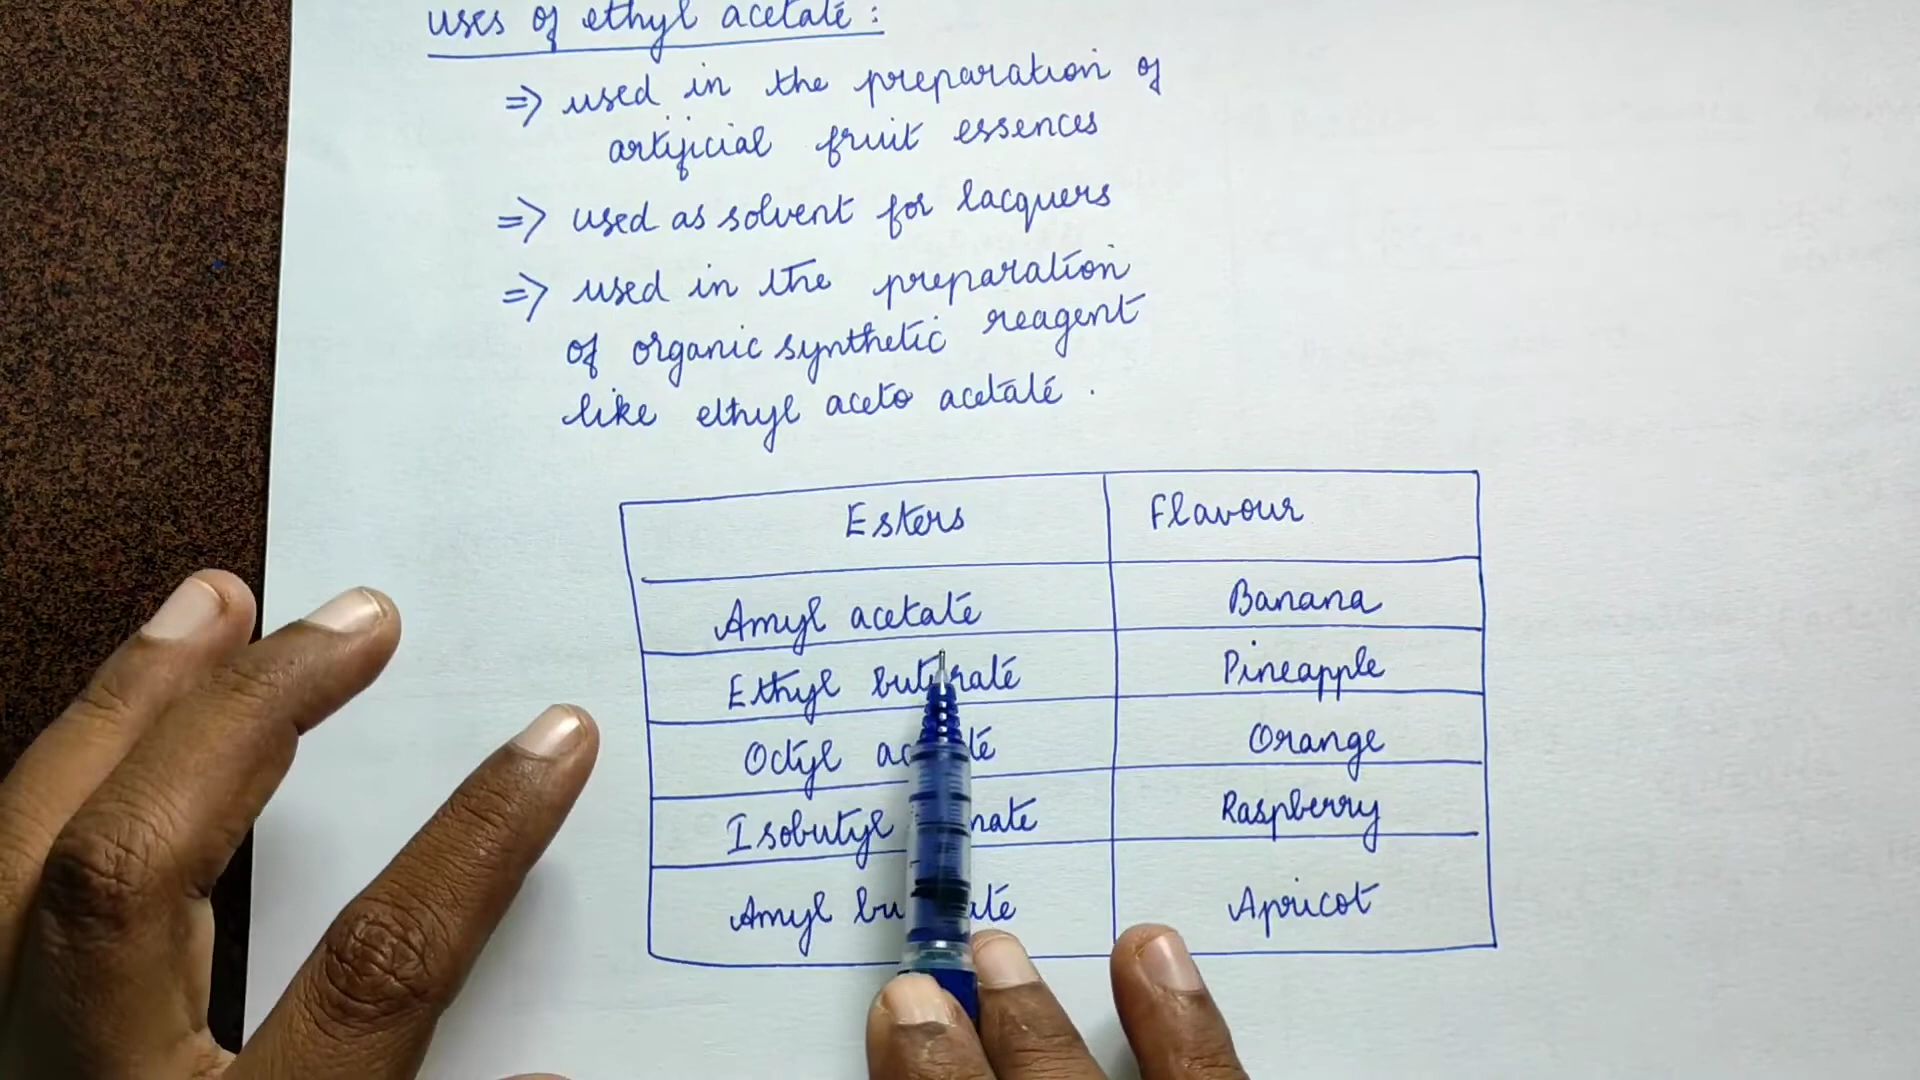 uses of ethyl acetate :
=> used in the preparation of
artificial fruit essences
=> used as solvent for lacquers
=> used in the preparation
of organic synthetic reagent
like ethyl aceto acetate .
Esters Flavour
Amyl acetate Banana
Ethyl butyrate Pineapple
Octyl acetate Orange
Isobutyl Raspberry
Amyl Apricot